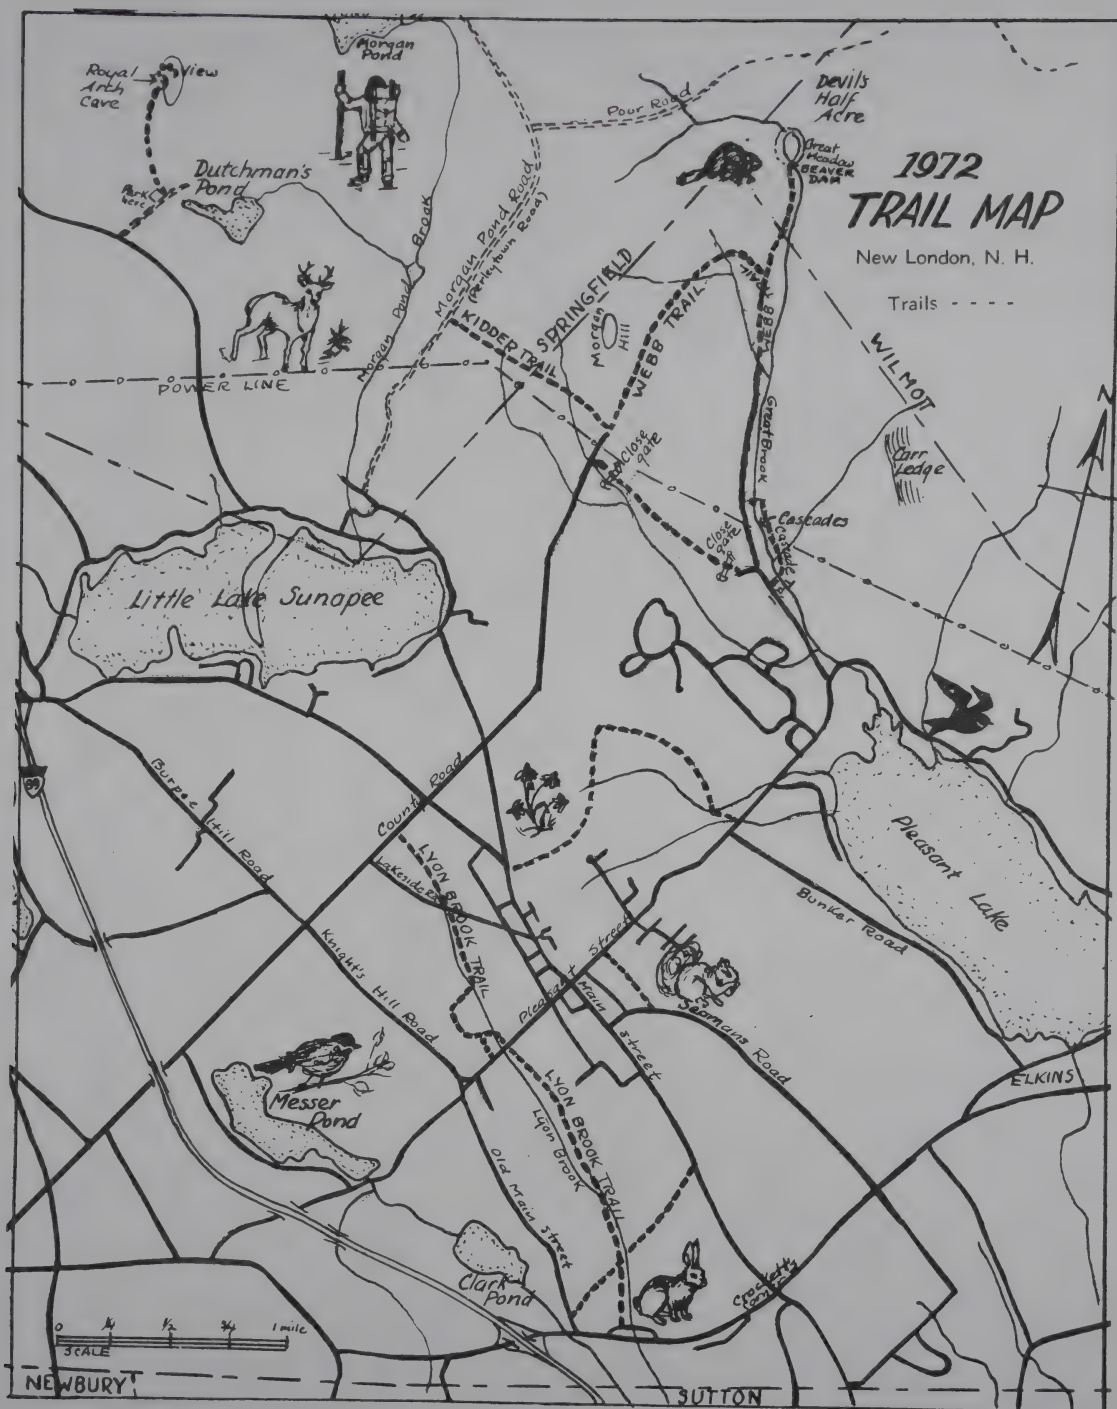 Morgan
Pond
Royal
Arch
Cave
View
Devils
Half
Acre
Pour Road
Great
Meadow
BEAVER
DAM
1972
TRAIL MAP
New London, N. H.
Trails - - - -
Dutchman's
Pond
Park
here
Morgan Pond Brook
Morgan Pond Road
(Perleytown Road)
SPRINGFIELD
Morgan
Hill
WEBB TRAIL
WEBB TRAIL
KIDDER TRAIL
WILMOT
POWER LINE
Great Brook
Close
gate
Carr
Ledge
N
Close
gate
Cascades
Cascade
P
Little Lake Sunapee
89
Burpee Hill Road
County Road
Pleasant
Lake
LYON BROOK TRAIL
Lakeside Rd
Bunker Road
Knight's Hill Road
Pleasant Street
Main Street
Seamans Road
ELKINS
Messer
Pond
LYON BROOK TRAIL
Lyon Brook
Old Main Street
Clark
Pond
Crockett's
Corner
0 1/4 1/2 3/4 1 mile
SCALE
NEWBURY
SUTTON